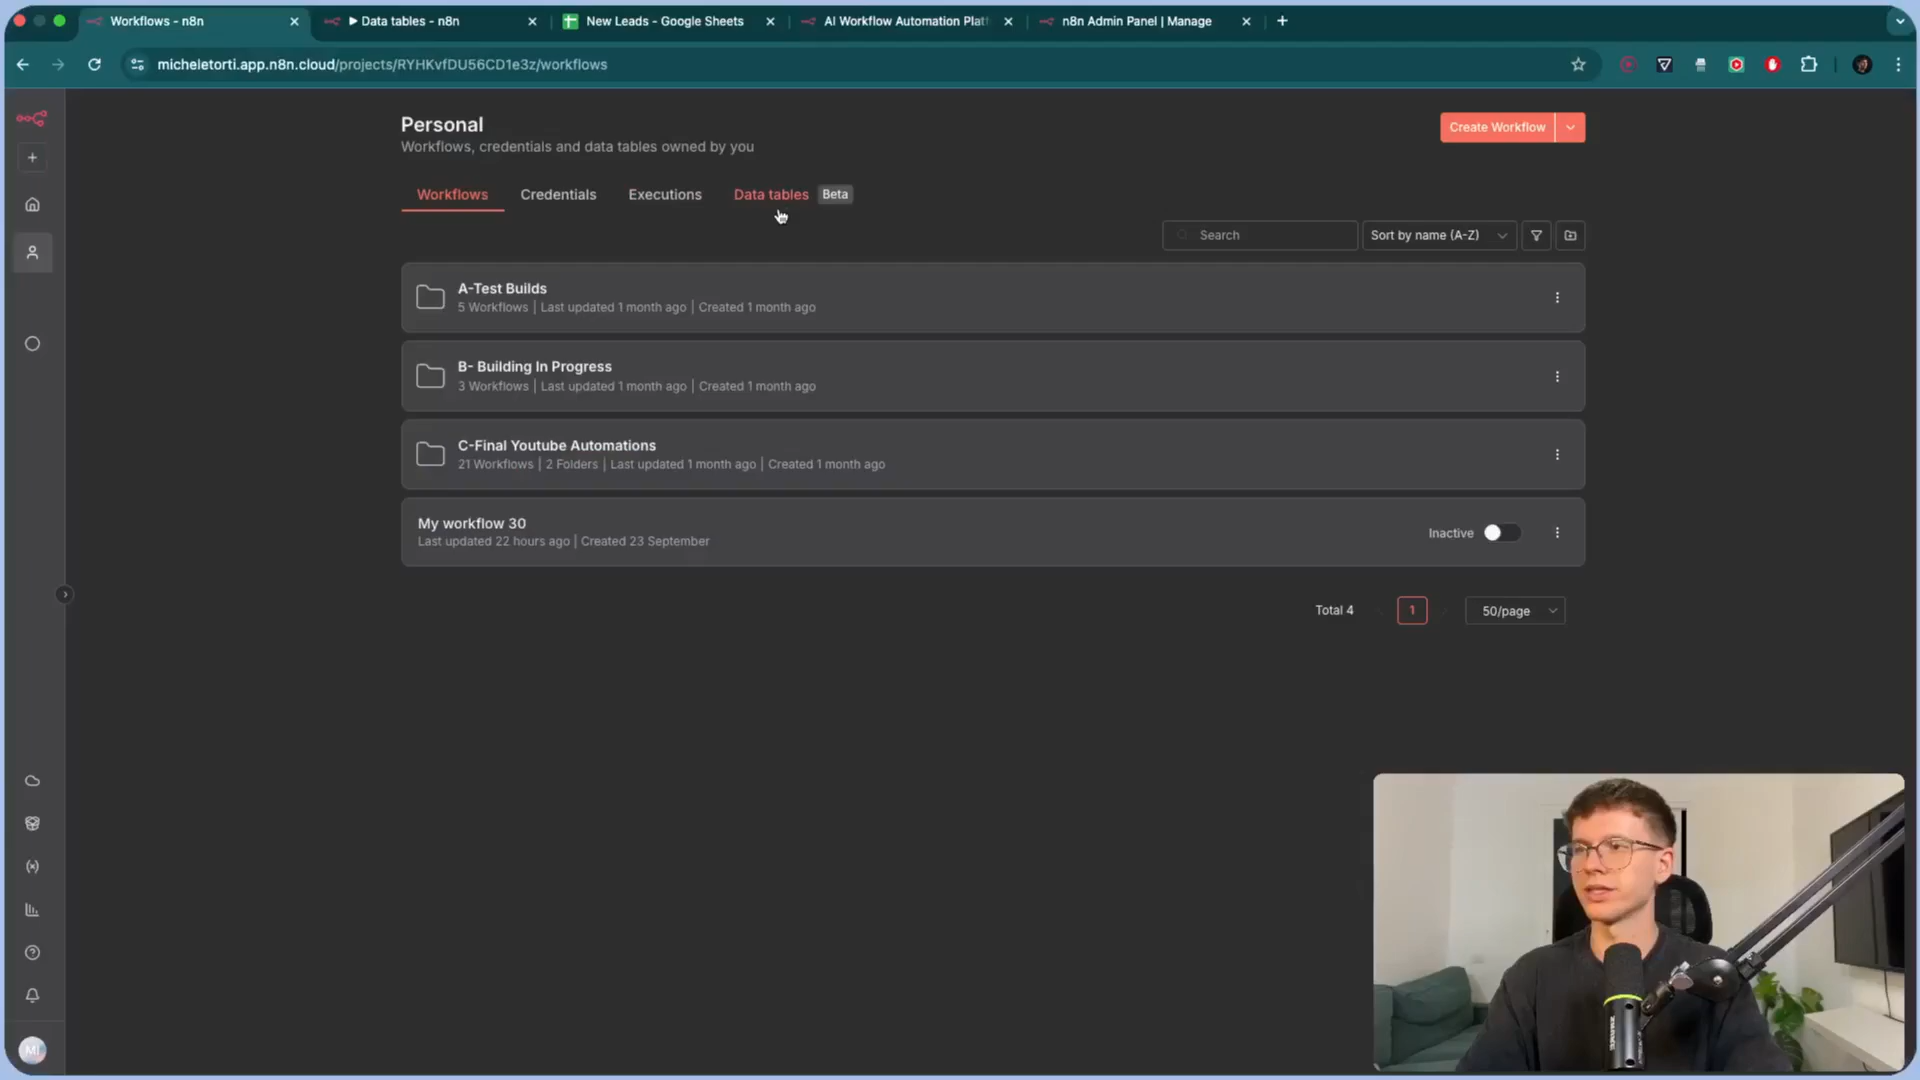 Workflows - n8n
Data tables - n8n
New Leads - Google Sheets
AI Workflow Automation Plat
n8n Admin Panel | Manage
micheletorti.app.n8n.cloud/projects/RYHKvfDU56CD1e3z/workflows
Personal
Workflows, credentials and data tables owned by you
Create Workflow
Workflows
Credentials
Executions
Data tables
Beta
Search
Sort by name (A-Z)
A-Test Builds
5 Workflows | Last updated 1 month ago | Created 1 month ago
B- Building In Progress
3 Workflows | Last updated 1 month ago | Created 1 month ago
C-Final Youtube Automations
21 Workflows | 2 Folders | Last updated 1 month ago | Created 1 month ago
My workflow 30
Last updated 22 hours ago | Created 23 September
Inactive
Total 4
1
50/page
MI